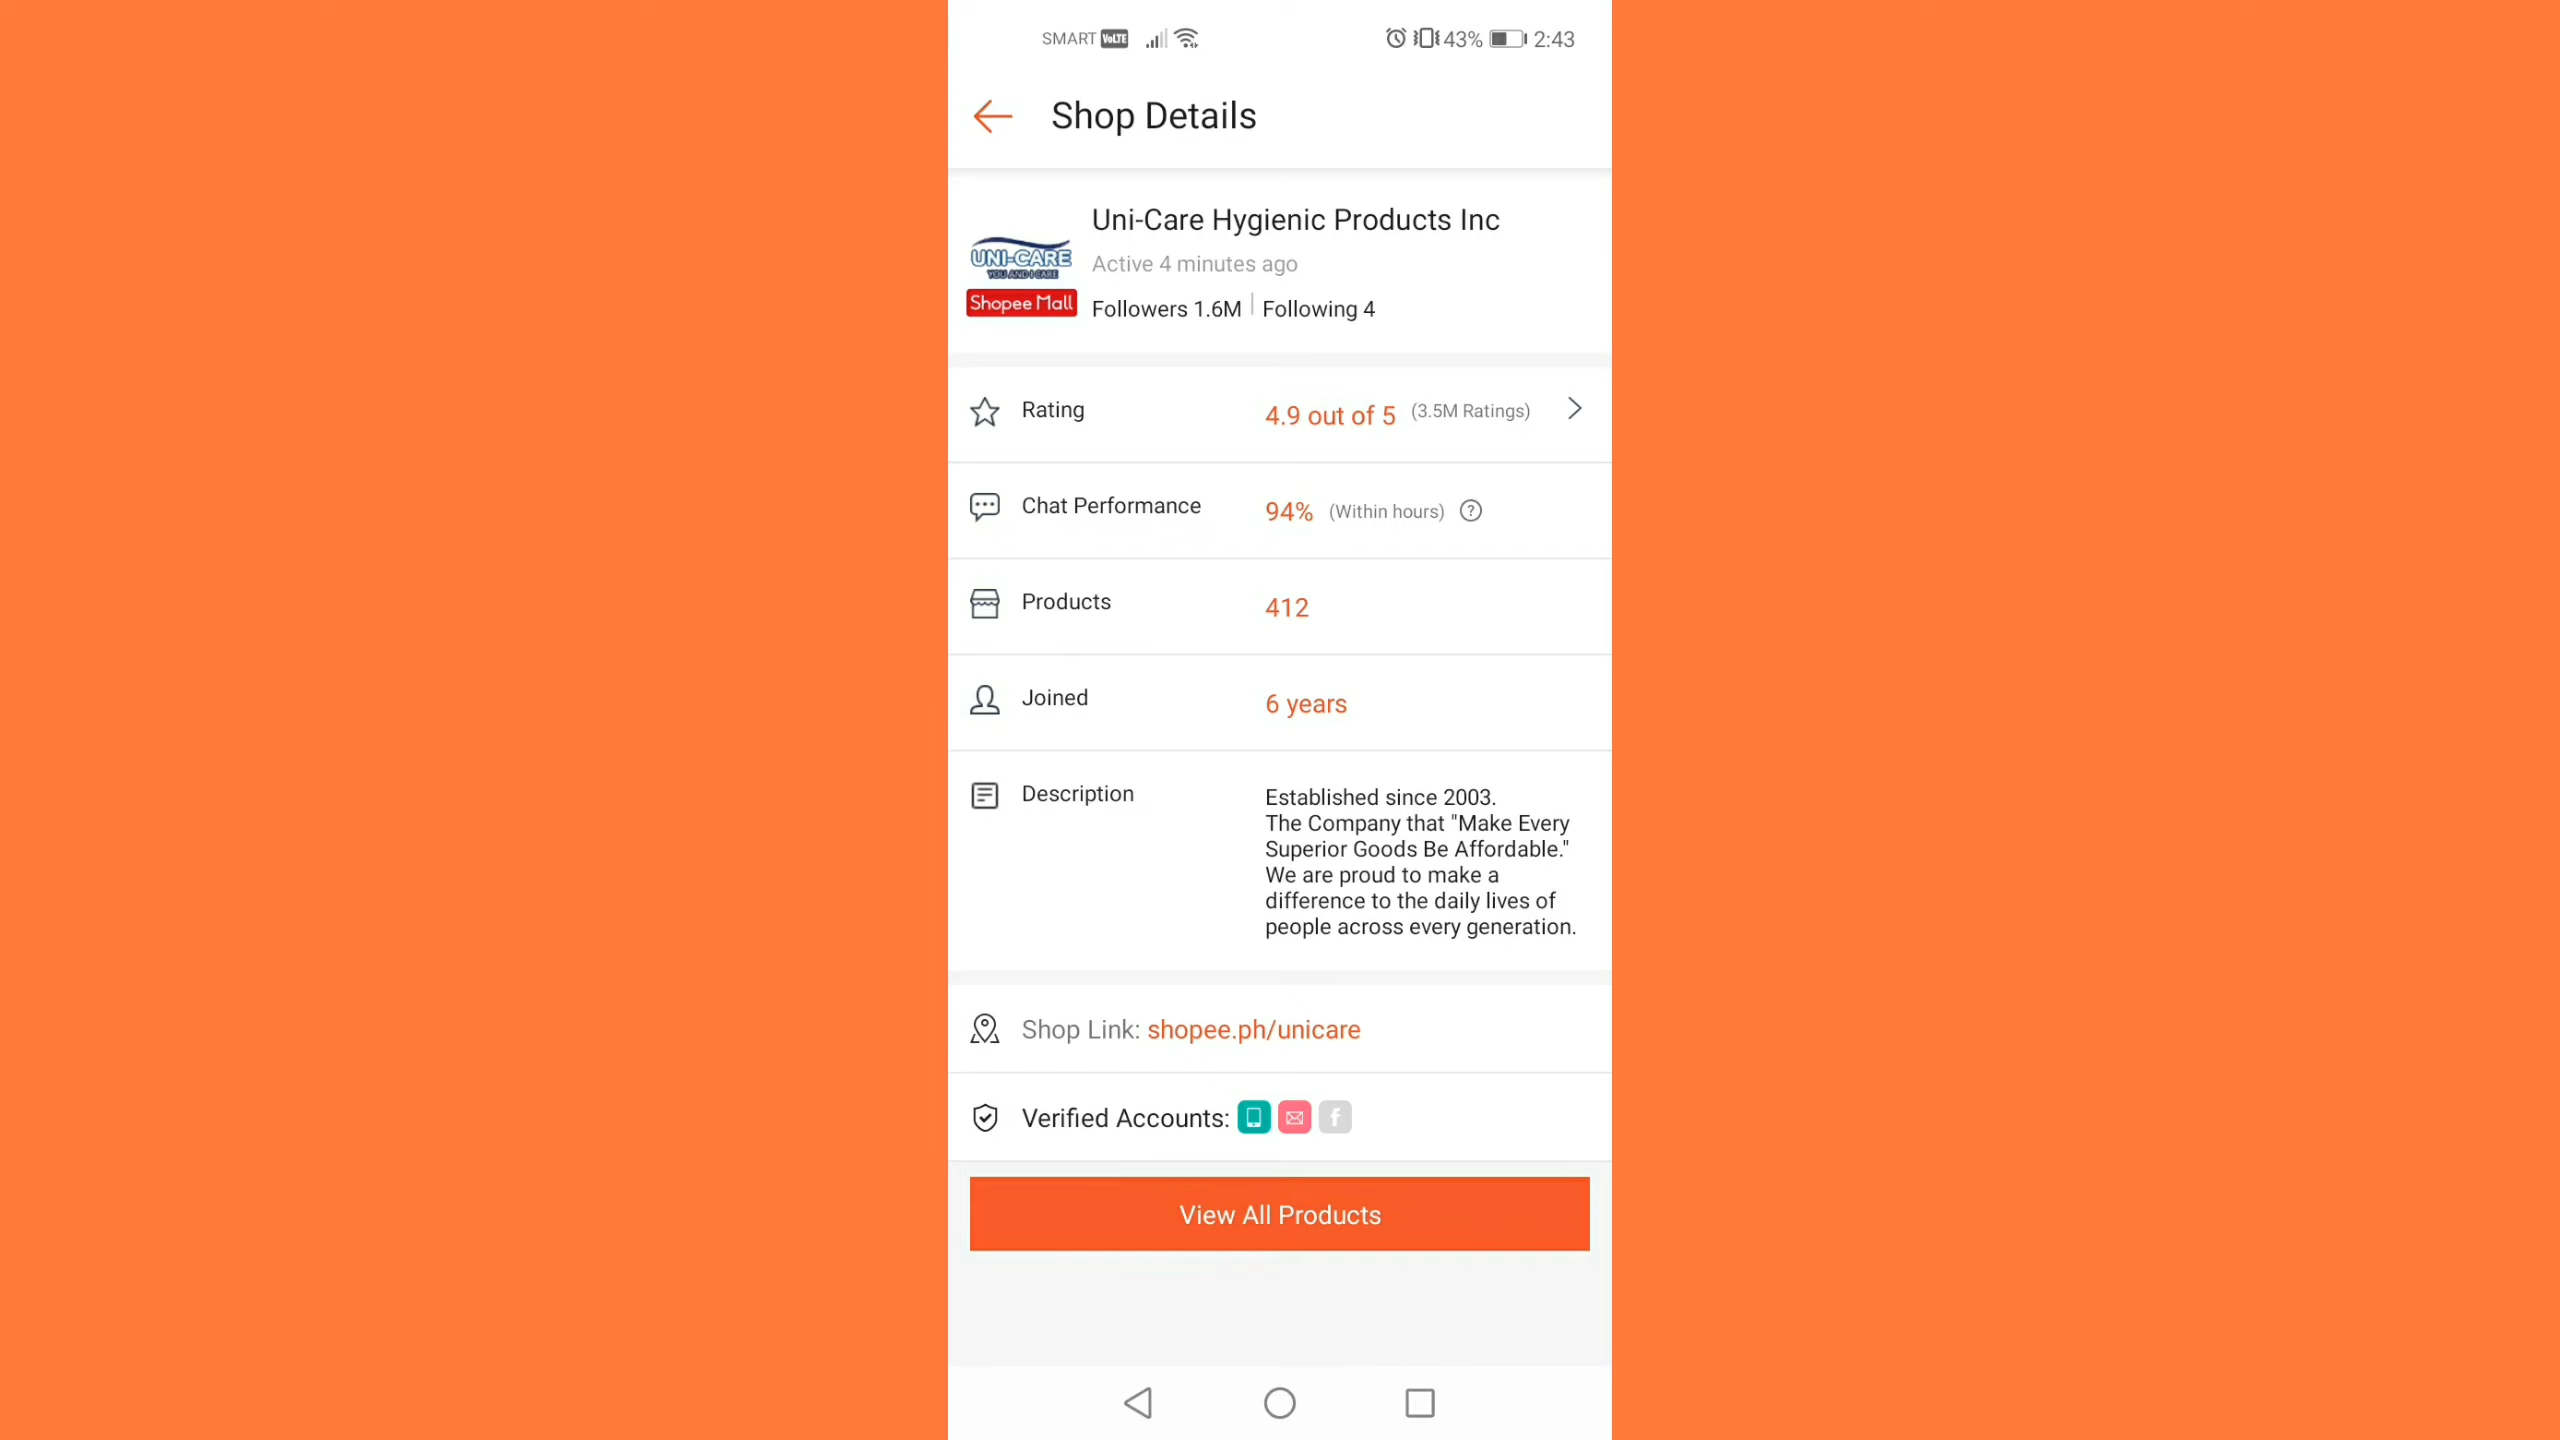 SMART VoLTE 43% 2:43
Shop Details
Uni-Care Hygienic Products Inc
UNI-CARE
YOU AND I CARE
Active 4 minutes ago
Shopee Mall
Followers 1.6M Following 4
Rating 4.9 out of 5 (3.5M Ratings)
Chat Performance 94% (Within hours) ?
Products 412
Joined 6 years
Description Established since 2003.
The Company that "Make Every
Superior Goods Be Affordable."
We are proud to make a
difference to the daily lives of
people across every generation.
Shop Link: shopee.ph/unicare
Verified Accounts: f
View All Products